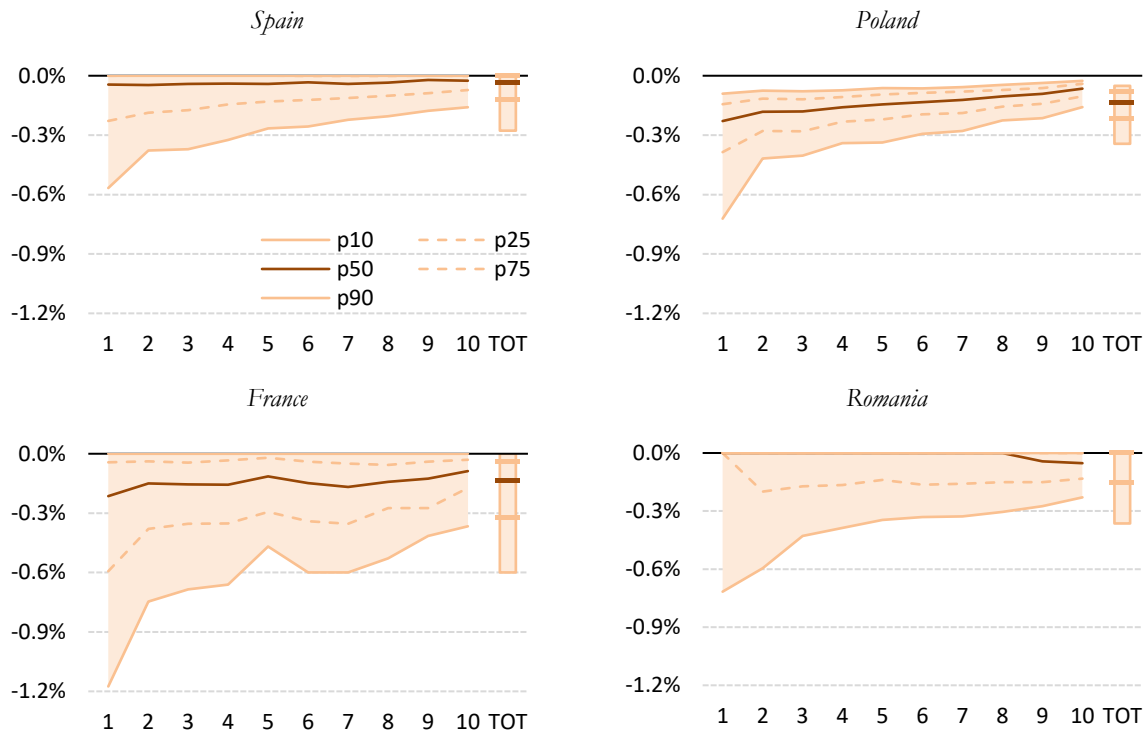 Spain
0.0%
-0.3%
-0.6%
-0.9%
-1.2%
p10 p25
p50 p75
p90
1 2 3 4 5 6 7 8 9 10 TOT
Poland
0.0%
-0.3%
-0.6%
-0.9%
-1.2%
1 2 3 4 5 6 7 8 9 10 TOT
France
0.0%
-0.3%
-0.6%
-0.9%
-1.2%
1 2 3 4 5 6 7 8 9 10 TOT
Romania
0.0%
-0.3%
-0.6%
-0.9%
-1.2%
1 2 3 4 5 6 7 8 9 10 TOT